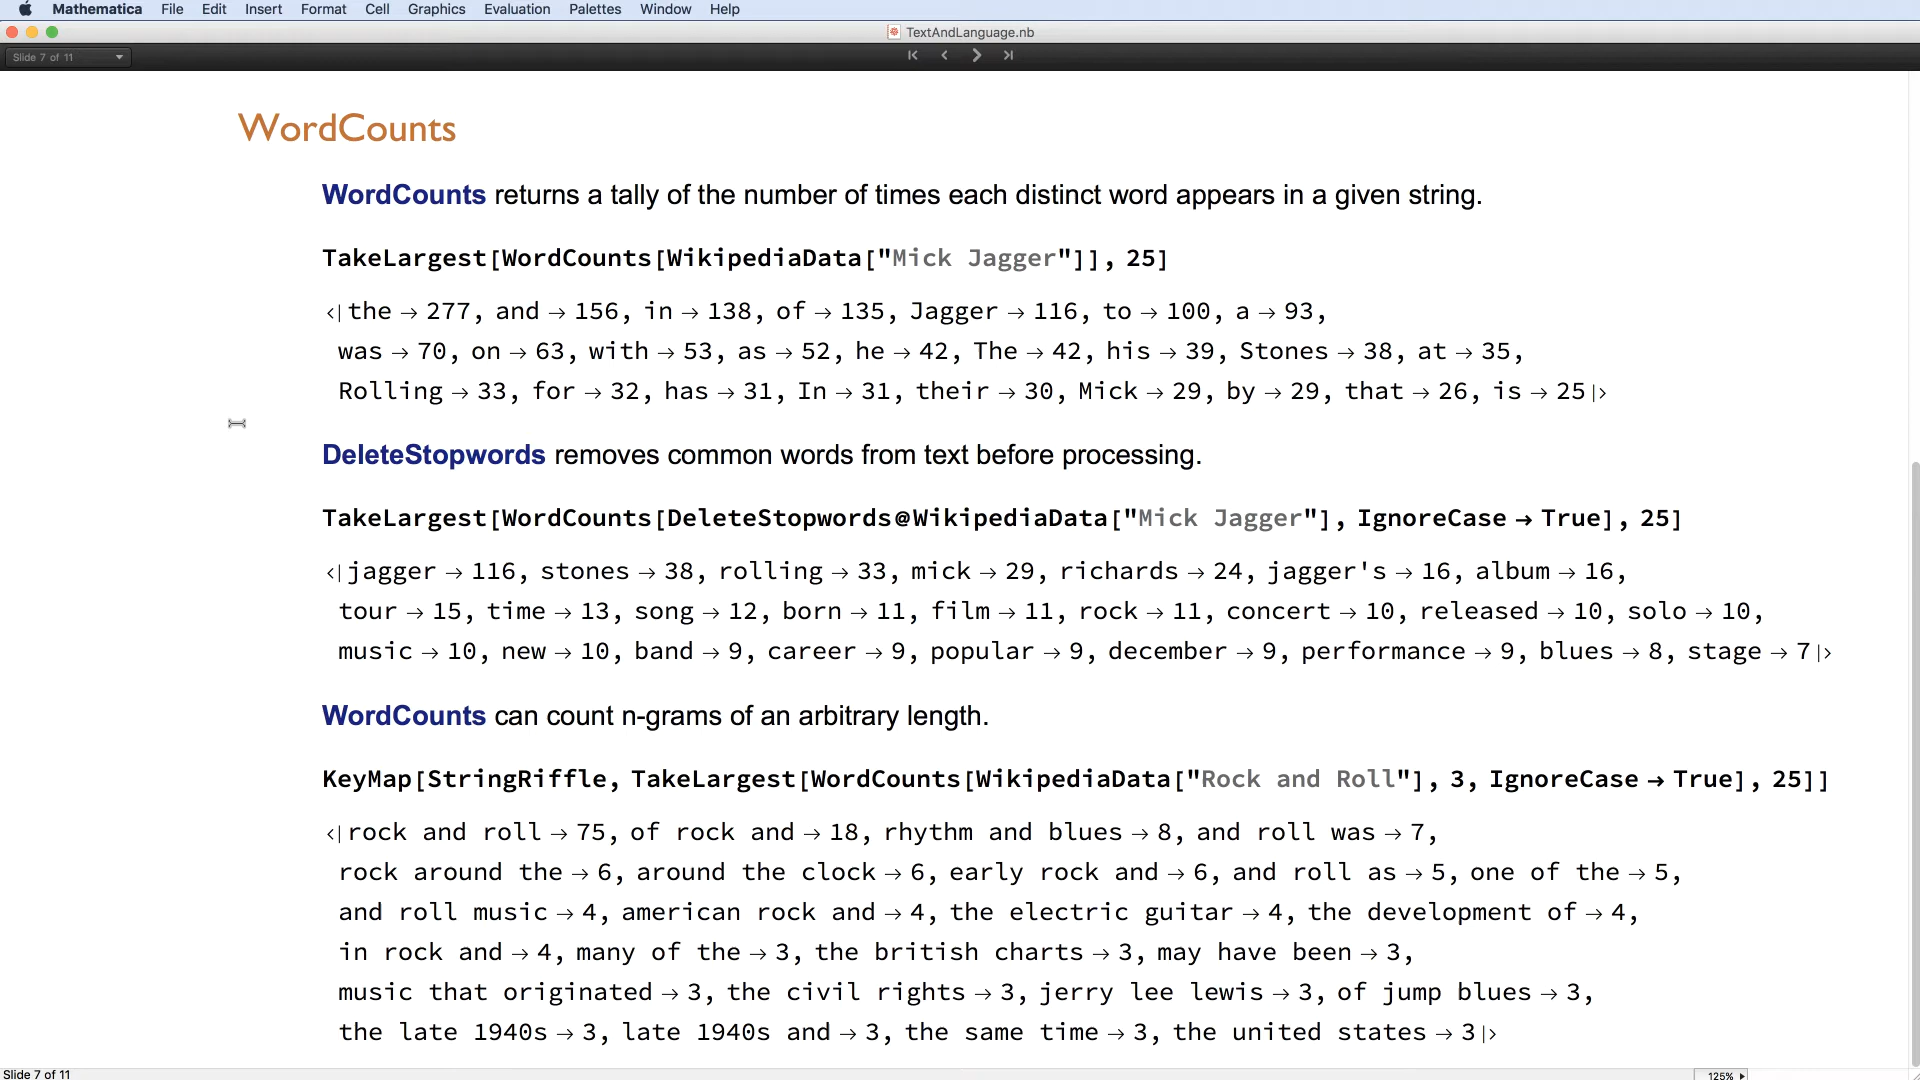 Mathematica File Edit Insert Format Cell Graphics Evaluation Palettes Window Help
TextAndLanguage.nb
Slide 7 of 11
WordCounts
WordCounts returns a tally of the number of times each distinct word appears in a given string.
TakeLargest[WordCounts[WikipediaData["Mick Jagger"]], 25]
<|the → 277, and → 156, in → 138, of → 135, Jagger → 116, to → 100, a → 93,
was → 70, on → 63, with → 53, as → 52, he → 42, The → 42, his → 39, Stones → 38, at → 35,
Rolling → 33, for → 32, has → 31, In → 31, their → 30, Mick → 29, by → 29, that → 26, is → 25|>
DeleteStopwords removes common words from text before processing.
TakeLargest[WordCounts[DeleteStopwords@WikipediaData["Mick Jagger"], IgnoreCase → True], 25]
<|jagger → 116, stones → 38, rolling → 33, mick → 29, richards → 24, jagger's → 16, album → 16,
tour → 15, time → 13, song → 12, born → 11, film → 11, rock → 11, concert → 10, released → 10, solo → 10,
music → 10, new → 10, band → 9, career → 9, popular → 9, december → 9, performance → 9, blues → 8, stage → 7|>
WordCounts can count n-grams of an arbitrary length.
KeyMap[StringRiffle, TakeLargest[WordCounts[WikipediaData["Rock and Roll"], 3, IgnoreCase → True], 25]]
<|rock and roll → 75, of rock and → 18, rhythm and blues → 8, and roll was → 7,
rock around the → 6, around the clock → 6, early rock and → 6, and roll as → 5, one of the → 5,
and roll music → 4, american rock and → 4, the electric guitar → 4, the development of → 4,
in rock and → 4, many of the → 3, the british charts → 3, may have been → 3,
music that originated → 3, the civil rights → 3, jerry lee lewis → 3, of jump blues → 3,
the late 1940s → 3, late 1940s and → 3, the same time → 3, the united states → 3|>
Slide 7 of 11
125%